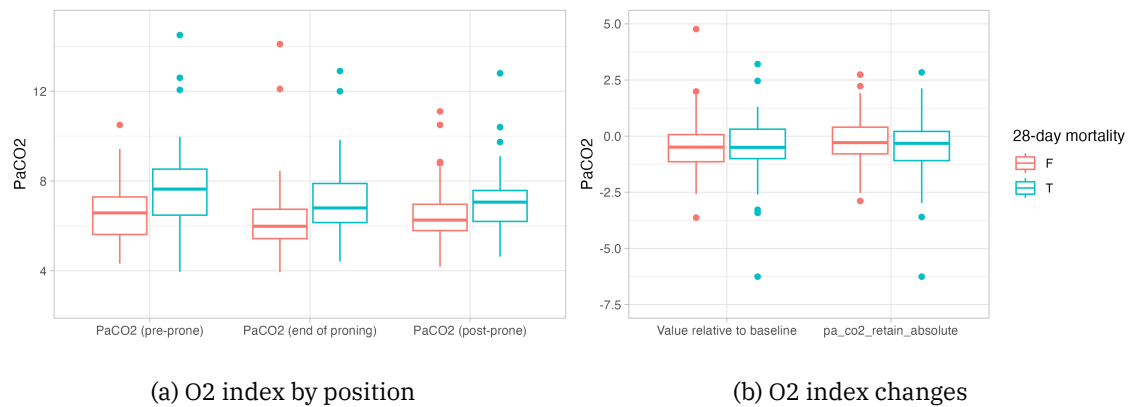 PaCO2
12
8
4
PaCO2 (pre-prone)
PaCO2 (end of proning)
PaCO2 (post-prone)
(a) O2 index by position
PaCO2
5.0
2.5
0.0
-2.5
-5.0
-7.5
Value relative to baseline
pa_co2_retain_absolute
(b) O2 index changes
28-day mortality
F
T